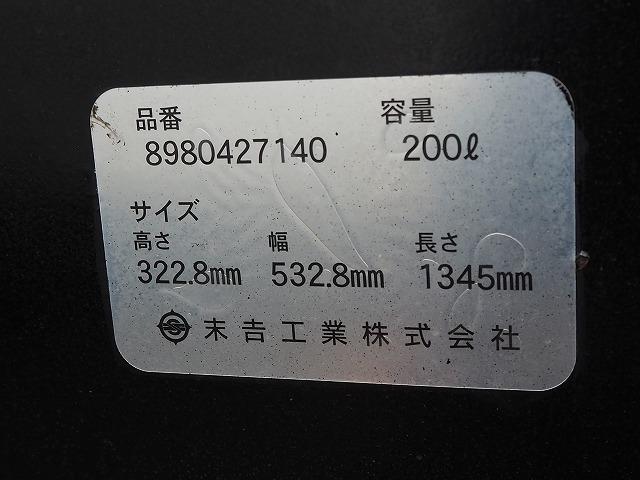 品番 容量
8980427140 200ℓ
サイズ
高さ 幅 長さ
322.8mm 532.8mm 1345mm
末吉工業株式会社